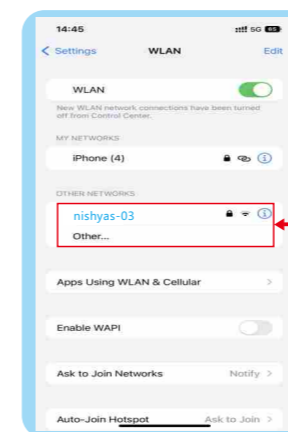 14:45 5G 65
Settings WLAN Edit
WLAN
New WLAN network connections have been turned
off from Control Center.
MY NETWORKS
iPhone (4)
OTHER NETWORKS
nishyas-03
Other...
Apps Using WLAN & Cellular
Enable WAPI
Ask to Join Networks Notify
Auto-Join Hotspot Ask to Join